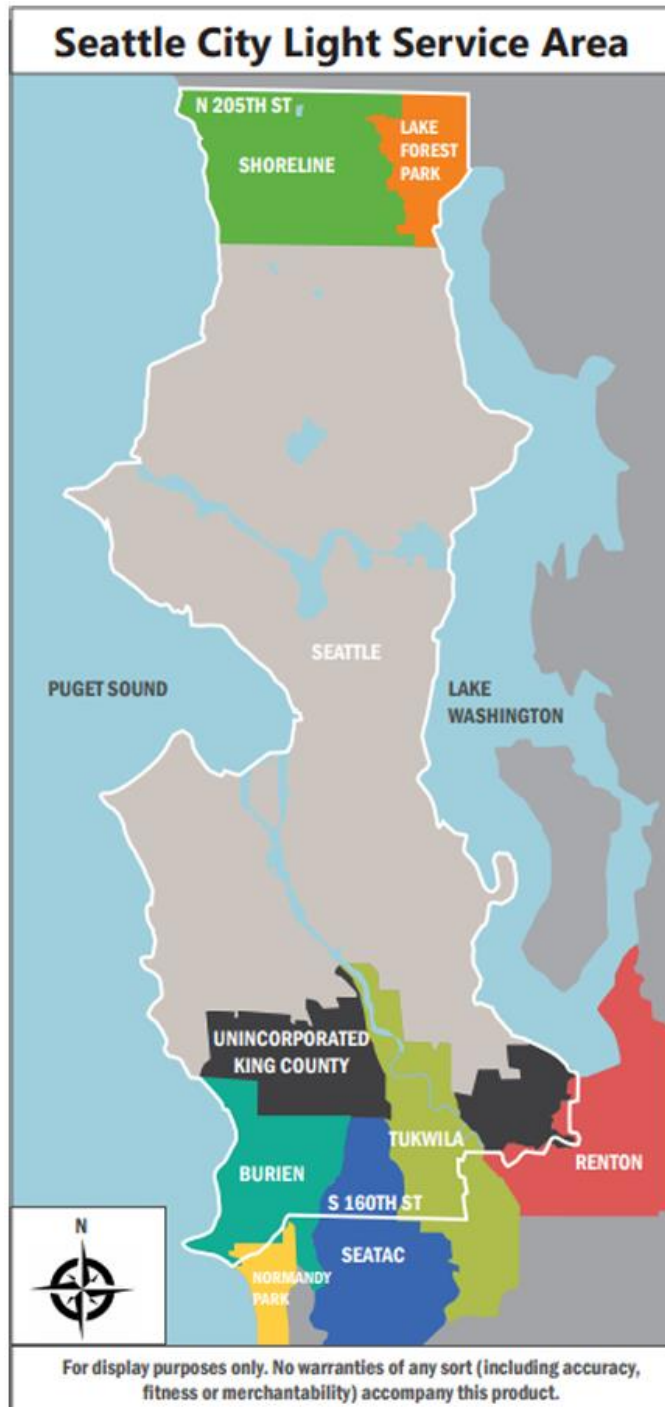 Seattle City Light Service Area
N 205TH ST
LAKE
FOREST
PARK
SHORELINE
SEATTLE
PUGET SOUND
LAKE
WASHINGTON
UNINCORPORATED
KING COUNTY
TUKWILA
RENTON
BURIEN
S 160TH ST
N
SEATAC
NORMANDY
PARK
For display purposes only. No warranties of any sort (including accuracy,
fitness or merchantability) accompany this product.